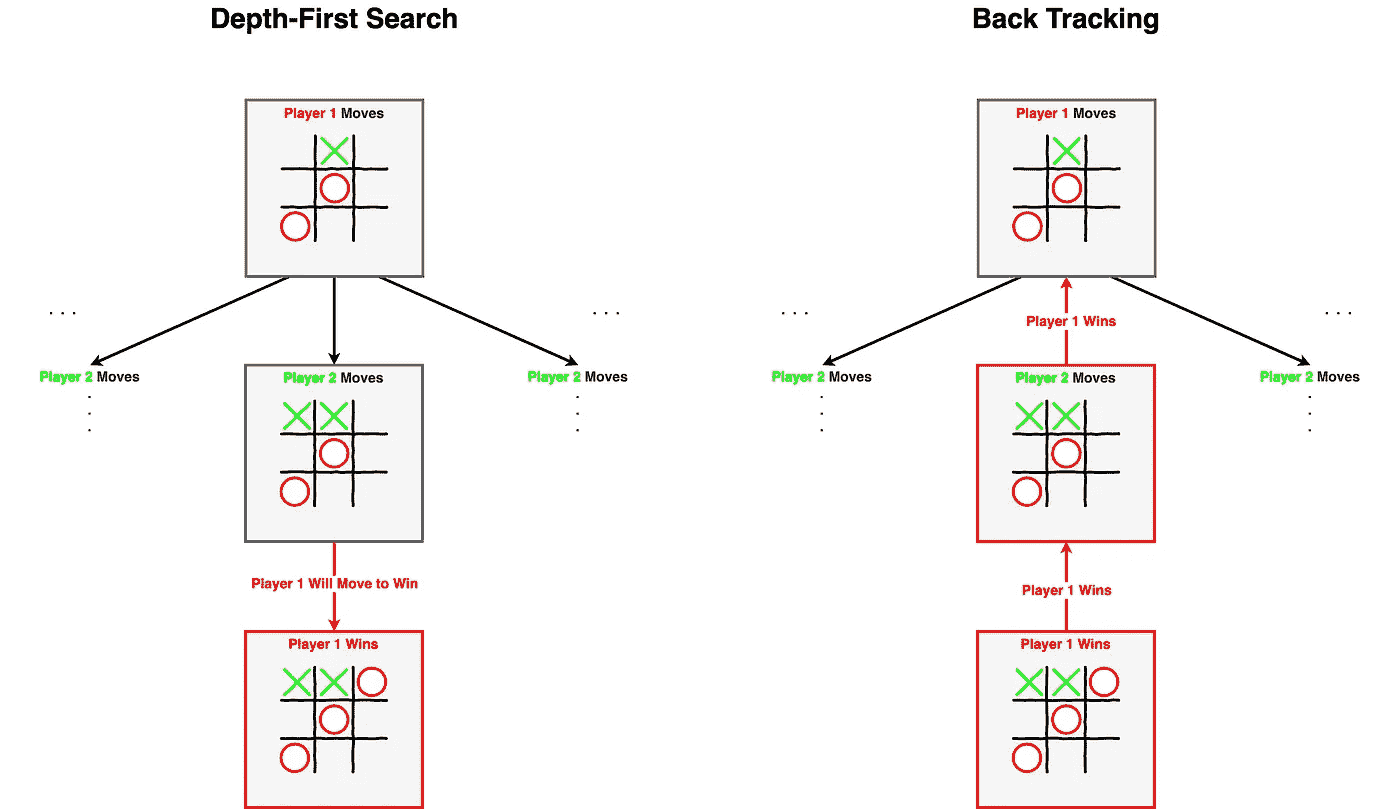 Depth-First Search
Back Tracking
Player 1 Moves
Player 1 Moves
. . .
. . .
. . .
. . .
Player 1 Wins
Player 2 Moves
Player 2 Moves
Player 2 Moves
Player 2 Moves
Player 2 Moves
Player 2 Moves
Player 1 Will Move to Win
Player 1 Wins
Player 1 Wins
Player 1 Wins